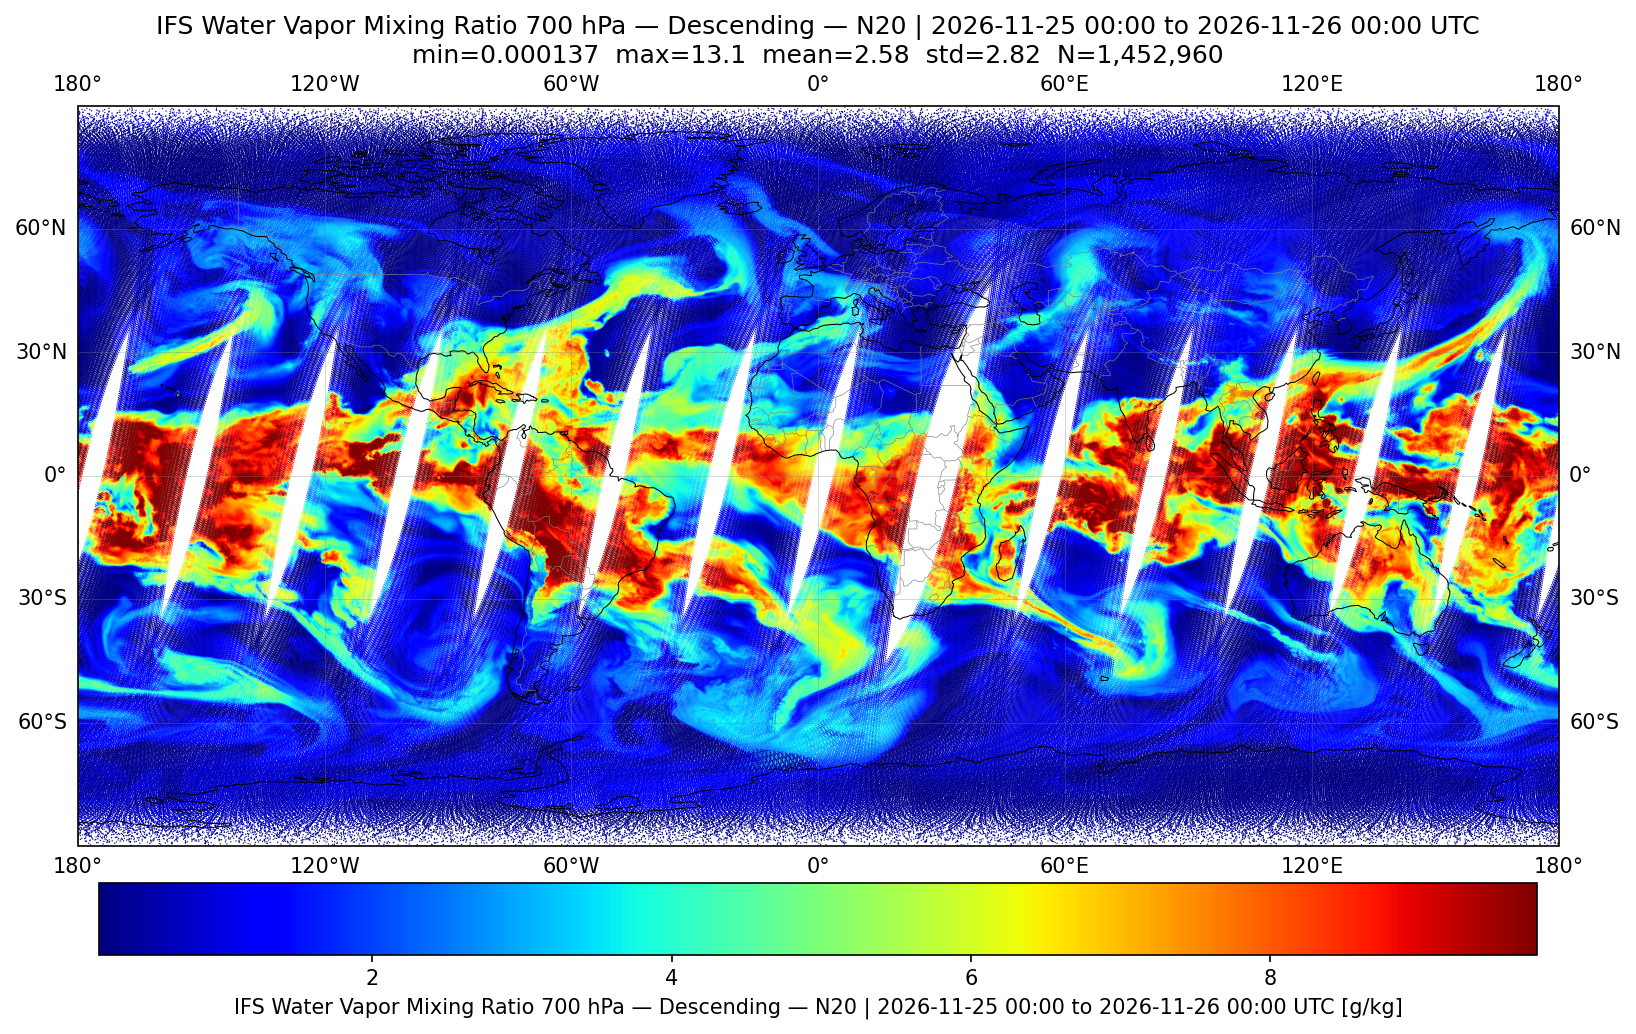 IFS Water Vapor Mixing Ratio 700 hPa — Descending — N20 | 2026-11-25 00:00 to 2026-11-26 00:00 UTC
min=0.000137 max=13.1 mean=2.58 std=2.82 N=1,452,960
180° 120°W 60°W 0° 60°E 120°E 180°
60°N 60°N
30°N 30°N
0° 0°
30°S 30°S
60°S 60°S
180° 120°W 60°W 0° 60°E 120°E 180°
2 4 6 8
IFS Water Vapor Mixing Ratio 700 hPa — Descending — N20 | 2026-11-25 00:00 to 2026-11-26 00:00 UTC [g/kg]